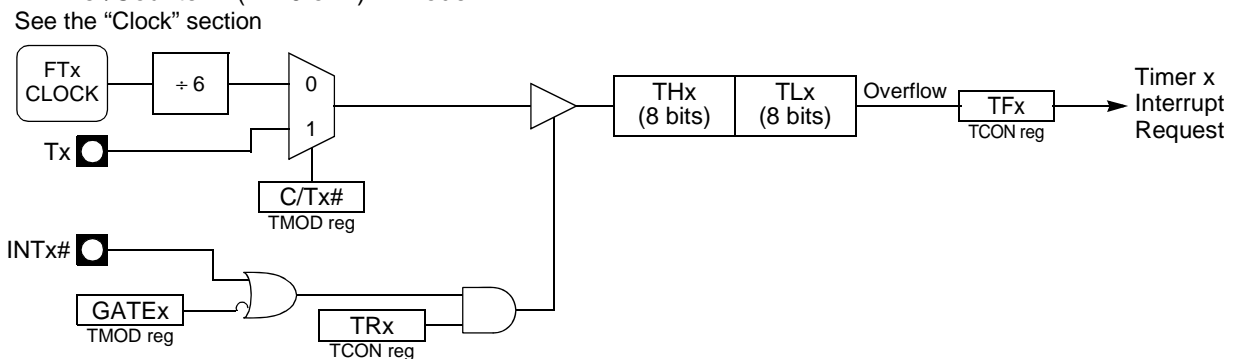 See the “Clock” section
FTx
CLOCK
÷ 6
0
1
Tx
C/Tx#
TMOD reg
THx
(8 bits)
TLx
(8 bits)
Overflow
TFx
TCON reg
Timer x
Interrupt
Request
INTx#
GATEx
TMOD reg
TRx
TCON reg